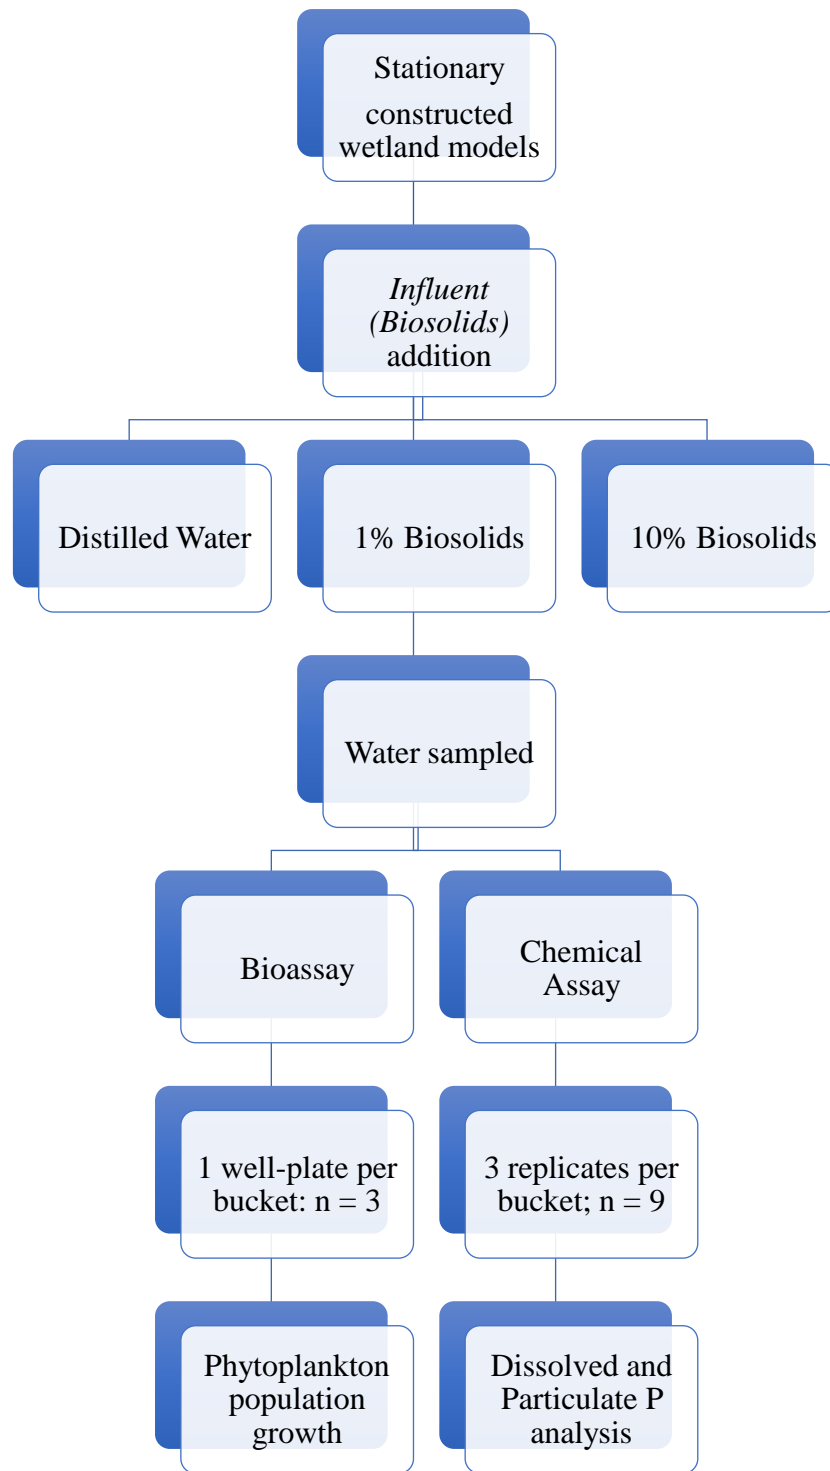 Stationary
constructed
wetland models
Influent
(Biosolids)
addition
Distilled Water
1% Biosolids
10% Biosolids
Water sampled
Bioassay
Chemical
Assay
1 well-plate per
bucket: n = 3
3 replicates per
bucket; n = 9
Phytoplankton
population
growth
Dissolved and
Particulate P
analysis